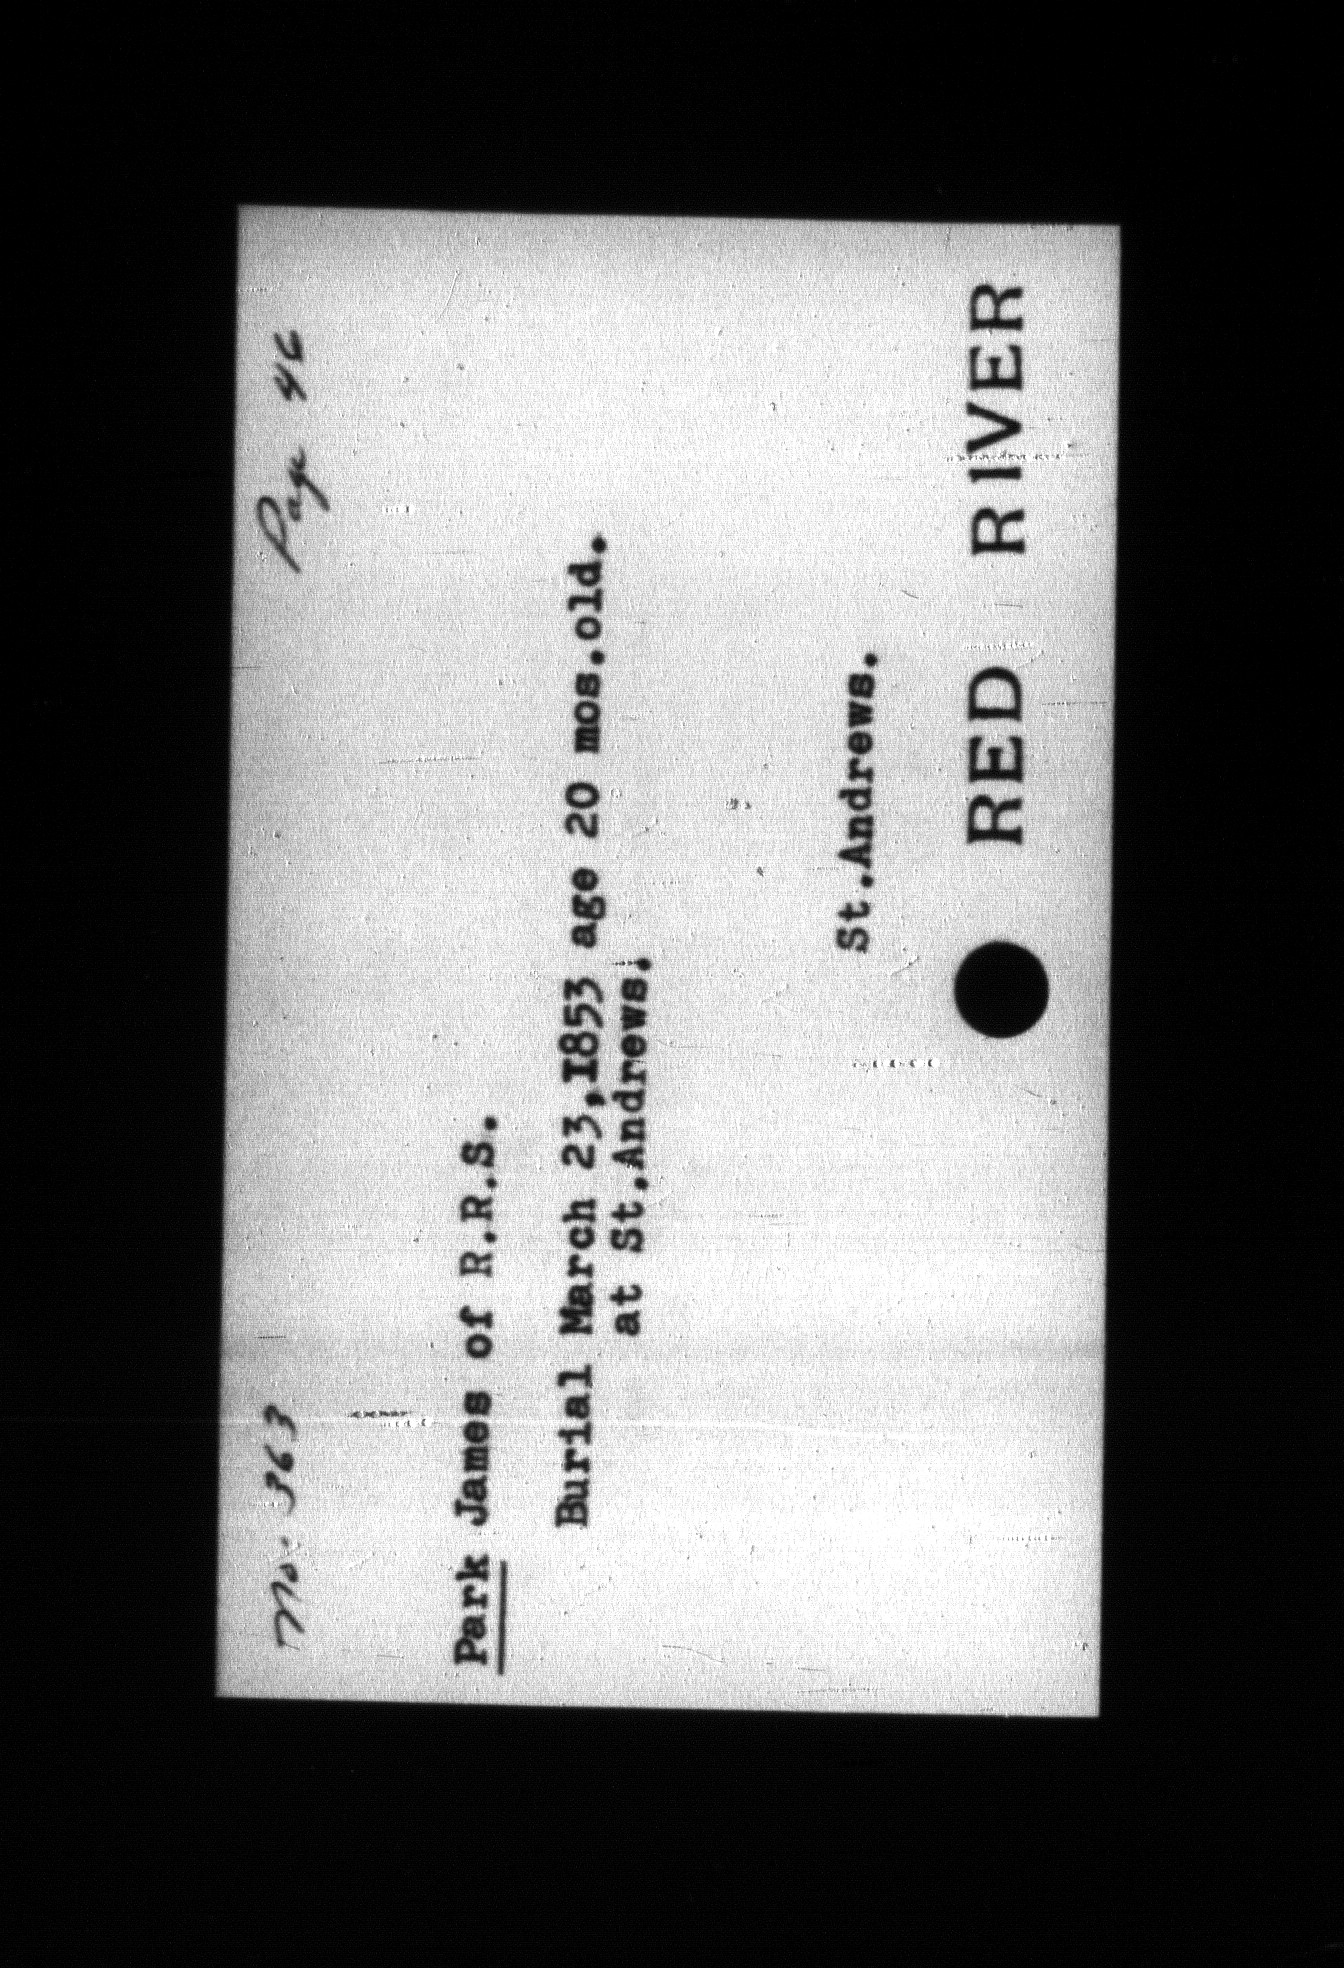 No. 363 Page 46
Park James of R.R.S.
Burial March 23,I853 age 20 mos.old.
at St.Andrews.
St.Andrews.
RED RIVER